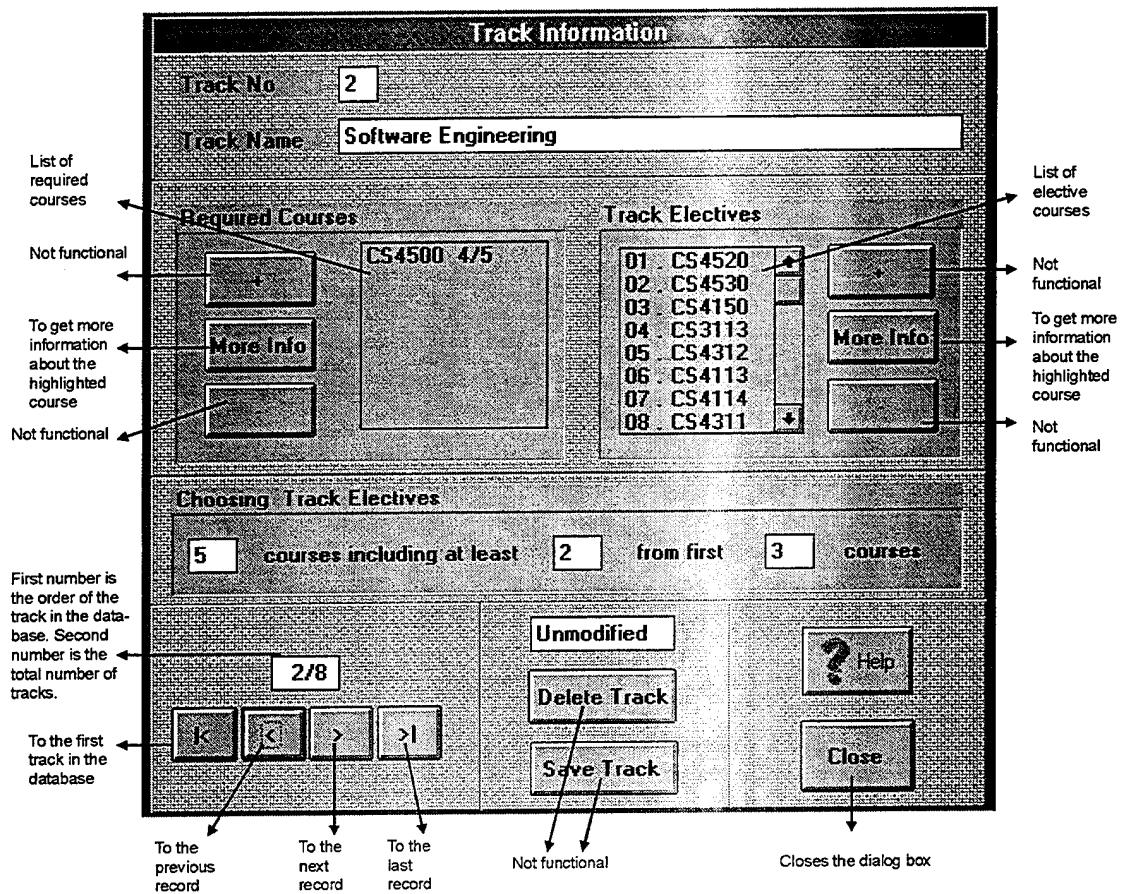 Track Information
Track No 2
Track Name Software Engineering
List of
required
courses
List of
elective
courses
Required Courses
Track Electives
Not functional
CS4500 4/5
01 . CS4520
02 . CS4530
03 . CS4150
04 . CS3113
05 . CS4312
06 . CS4113
07 . CS4114
08 . CS4311
+
+
Not
functional
To get more
information
about the
highlighted
course
More Info
More Info
To get more
information
about the
highlighted
course
Not functional
Not
functional
Choosing Track Electives
5 courses including at least 2 from first 3 courses
First number is
the order of the
track in the data-
base. Second
number is the
total number of
tracks.
2/8
Unmodified
Delete Track
Save Track
? Help
Close
To the first
track in the
database
|< < > >|
To the
previous
record
To the
next
record
To the
last
record
Not functional
Closes the dialog box